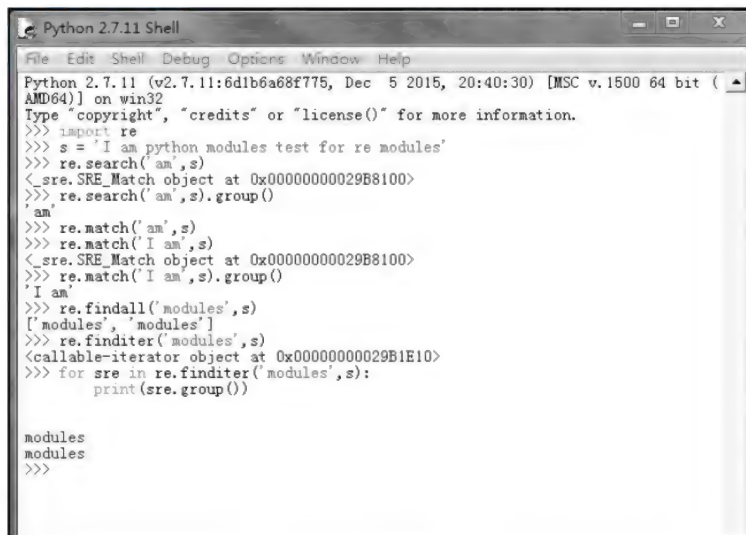 Python 2.7.11 Shell
File Edit Shell Debug Options Window Help
Python 2.7.11 (v2.7.11:6d1b6a68f775, Dec  5 2015, 20:40:30) [MSC v.1500 64 bit (
AMD64)] on win32
Type "copyright", "credits" or "license()" for more information.
>>> import re
>>> s = 'I am python modules test for re modules'
>>> re.search('am',s)
<_sre.SRE_Match object at 0x00000000029B8100>
>>> re.search('am',s).group()
'am'
>>> re.match('am',s)
>>> re.match('I am',s)
<_sre.SRE_Match object at 0x00000000029B8100>
>>> re.match('I am',s).group()
'I am'
>>> re.findall('modules',s)
['modules', 'modules']
>>> re.finditer('modules',s)
<callable-iterator object at 0x00000000029B1E10>
>>> for sre in re.finditer('modules',s):
        print(sre.group())
modules
modules
>>>